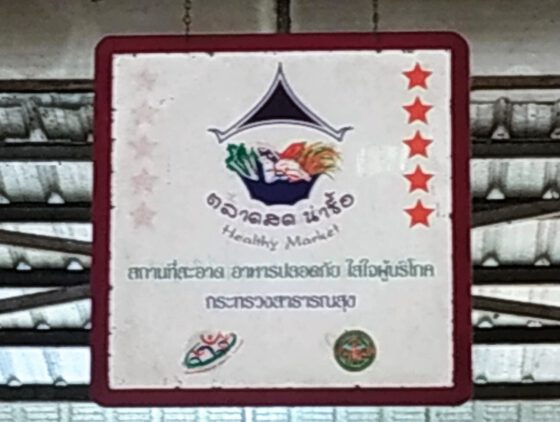 ตลาดสด น่าซื้อ
Healthy Market
สถานที่สะอาด อาหารปลอดภัย ใส่ใจผู้บริโภค
กระทรวงสาธารณสุข